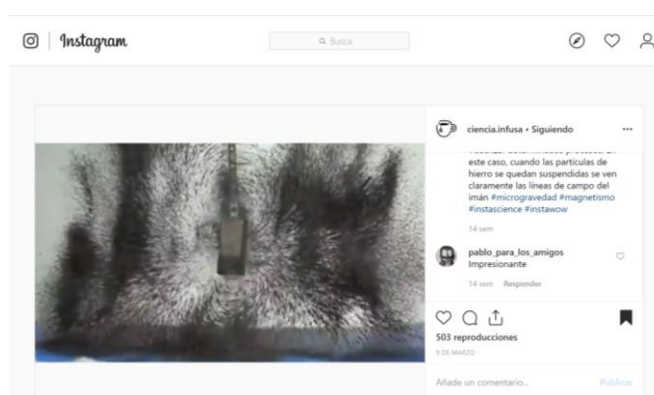 Instagram
Busca
ciencia.infusa • Siguiendo
este caso, cuando las partículas de
hierro se quedan suspendidas se ven
claramente las líneas de campo del
imán #microgravedad #magnetismo
#instascience #instawow
14 sem
pablo_para_los_amigos
Impresionante
14 sem Responder
503 reproducciones
9 DE MARZO
Añade un comentario...
Publicar